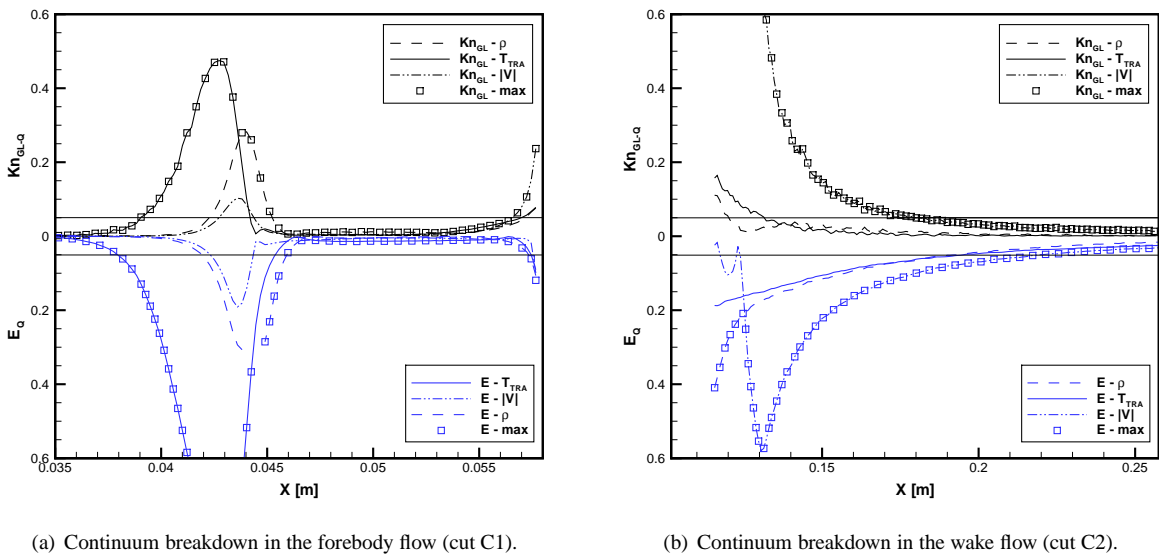 Kn_GL - ρ
Kn_GL - T_TRA
Kn_GL - |V|
Kn_GL - max
0.6
0.4
0.2
0
0.2
0.4
0.6
Kn_GL-Q
E_Q
E - T_TRA
E - |V|
E - ρ
E - max
0.035 0.04 0.045 0.05 0.055
X [m]
(a) Continuum breakdown in the forebody flow (cut C1).
Kn_GL - ρ
Kn_GL - T_TRA
Kn_GL - |V|
Kn_GL - max
0.6
0.4
0.2
0
0.2
0.4
0.6
Kn_GL-Q
E_Q
E - ρ
E - T_TRA
E - |V|
E - max
0.15 0.2 0.25
X [m]
(b) Continuum breakdown in the wake flow (cut C2).